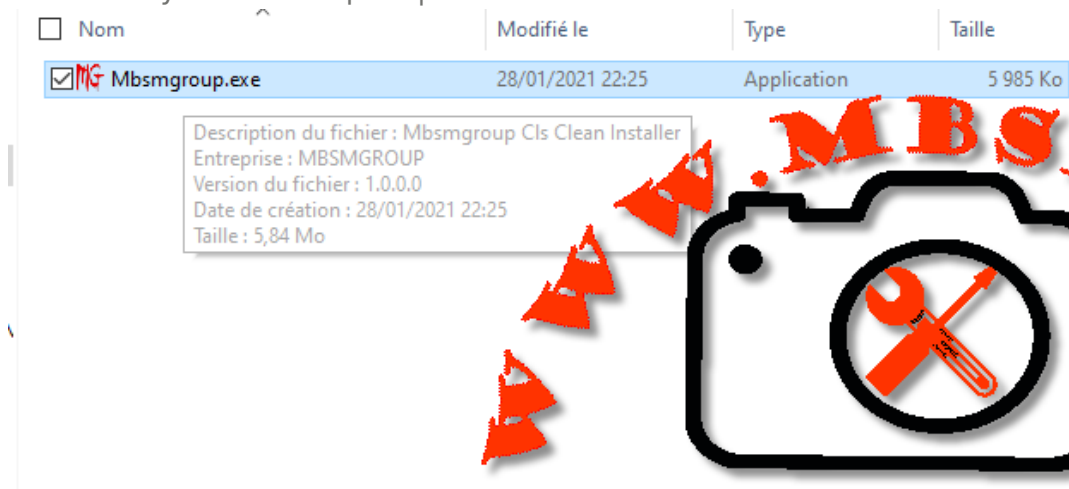 Nom Modifié le Type Taille
MG Mbsmgroup.exe 28/01/2021 22:25 Application 5 985 Ko
Description du fichier : Mbsmgroup Cls Clean Installer
Entreprise : MBSMGROUP
Version du fichier : 1.0.0.0
Date de création : 28/01/2021 22:25
Taille : 5,84 Mo
.MBS